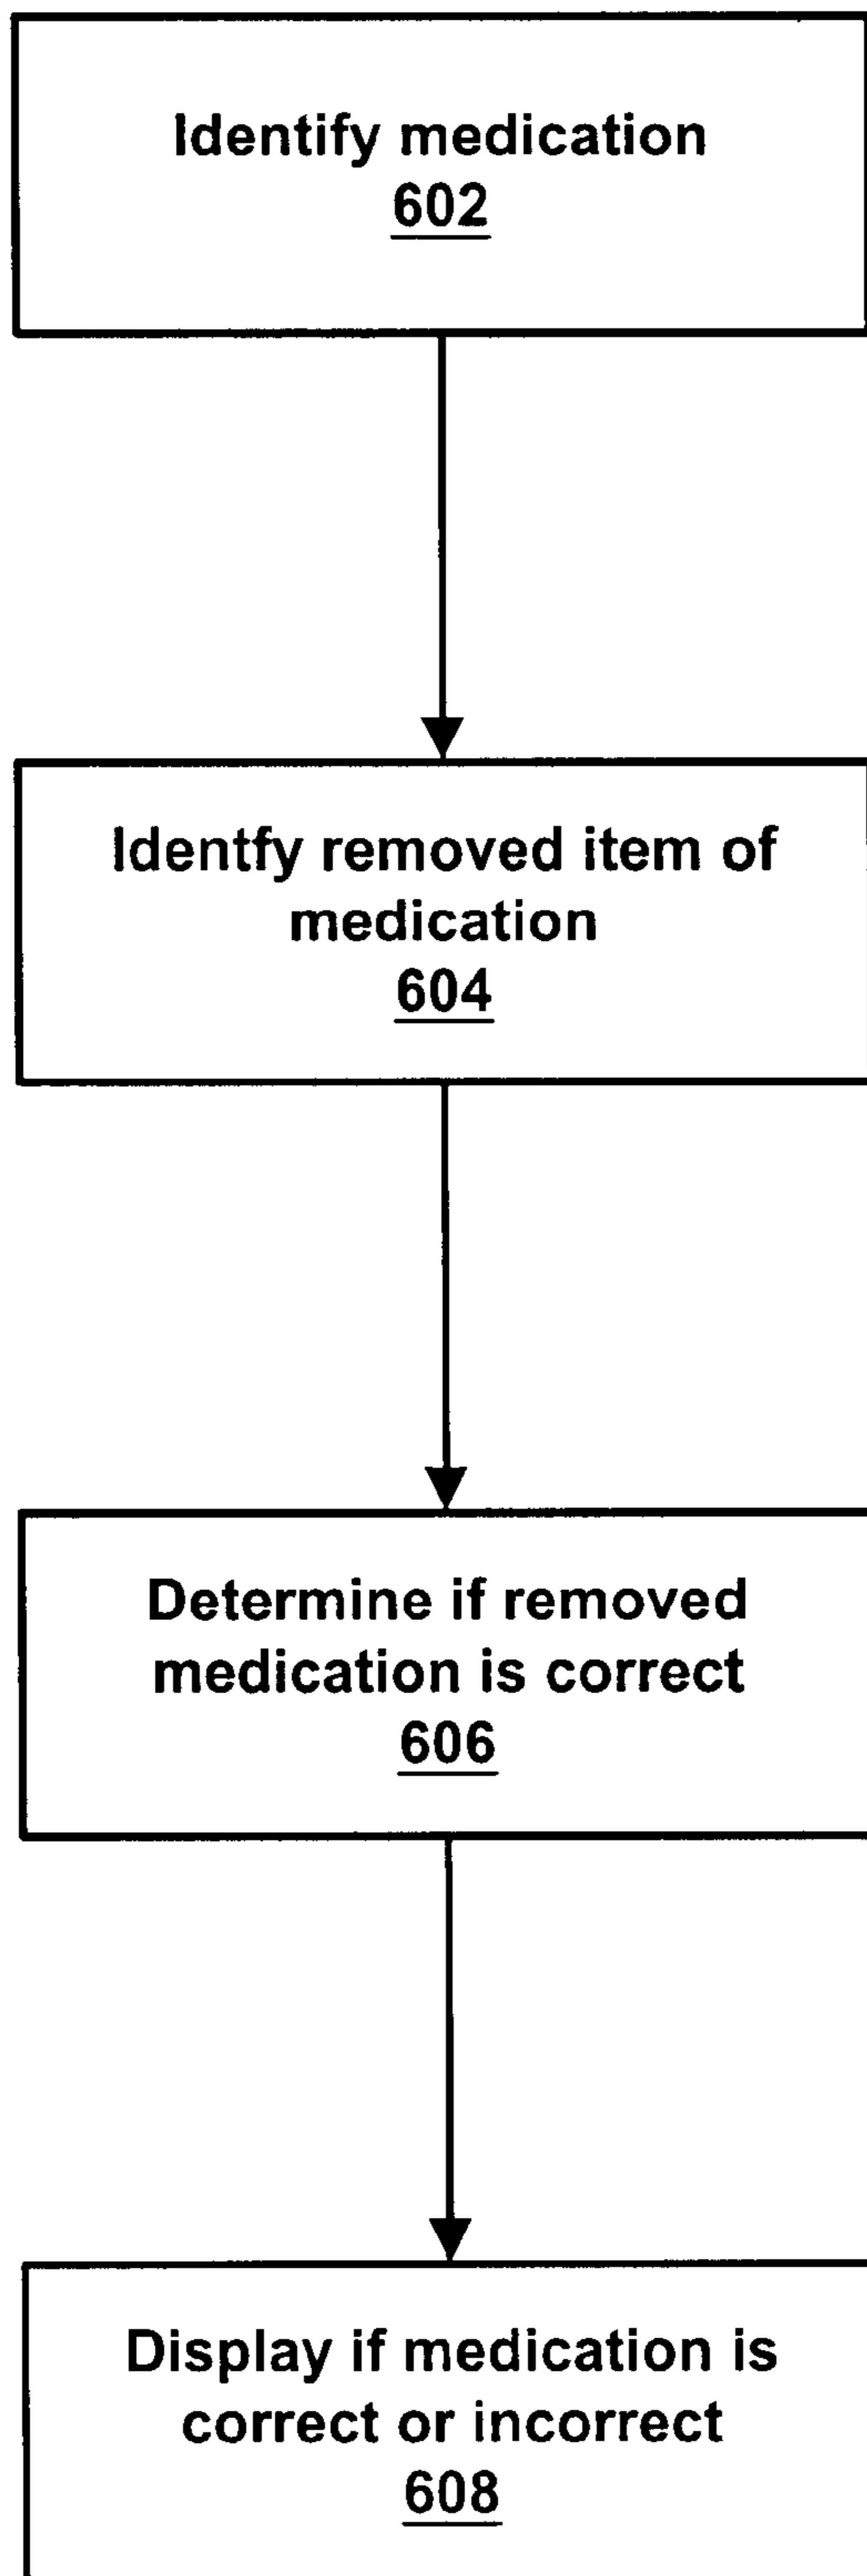 Identify medication
602
Identfy removed item of
medication
604
Determine if removed
medication is correct
606
Display if medication is
correct or incorrect
608